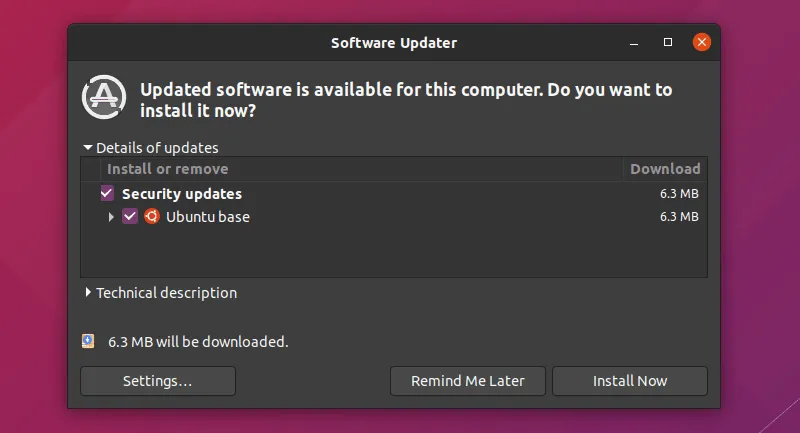 Software Updater
Updated software is available for this computer. Do you want to
install it now?
Details of updates
Install or remove Download
Security updates 6.3 MB
Ubuntu base 6.3 MB
Technical description
6.3 MB will be downloaded.
Settings… Remind Me Later Install Now